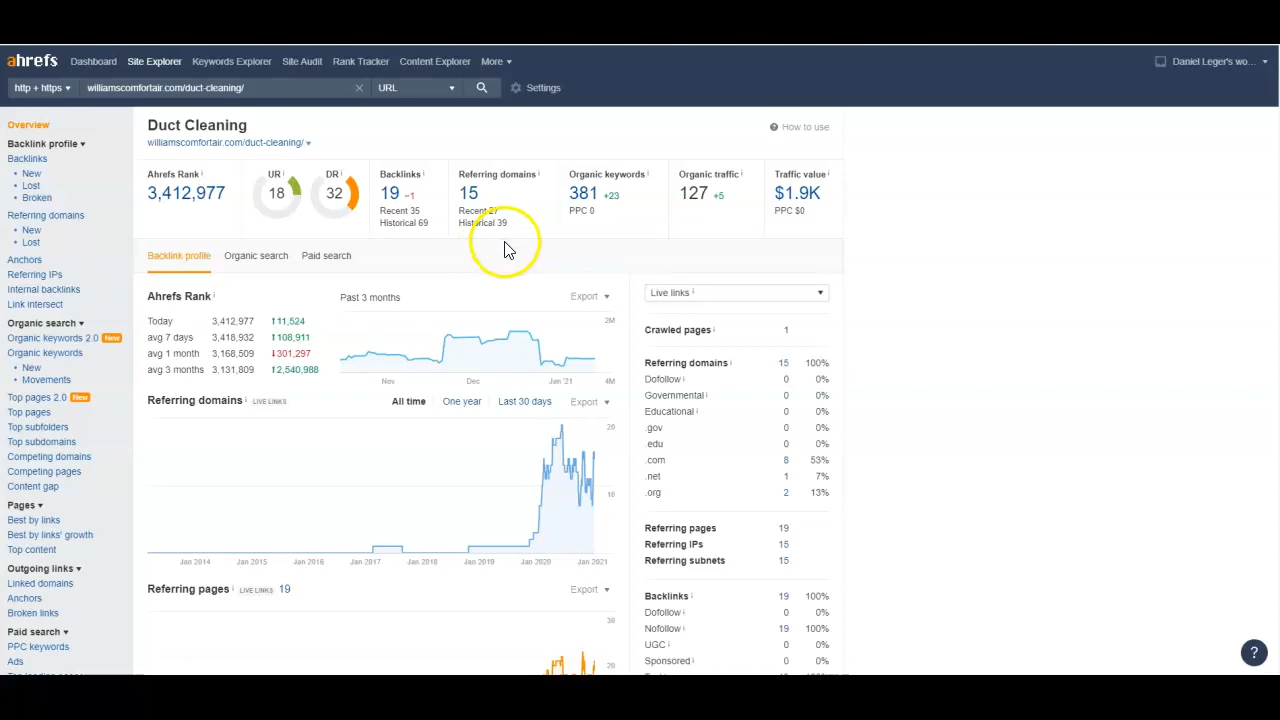 ahrefs Dashboard Site Explorer Keywords Explorer Site Audit Rank Tracker Content Explorer More Daniel Leger's wo...
http + https williamscomfortair.com/duct-cleaning/ URL Settings
Overview
Backlink profile
Backlinks
New
Lost
Broken
Referring domains
New
Lost
Anchors
Referring IPs
Internal backlinks
Link intersect
Organic search
Organic keywords 2.0 New
Organic keywords
New
Movements
Top pages 2.0 New
Top pages
Top subfolders
Top subdomains
Competing domains
Competing pages
Content gap
Pages
Best by links
Best by links' growth
Top content
Outgoing links
Linked domains
Anchors
Broken links
Paid search
PPC keywords
Ads
Duct Cleaning
williamscomfortair.com/duct-cleaning/
How to use
Ahrefs Rank
3,412,977
UR
18
DR
32
Backlinks
19 −1
Recent 35
Historical 69
Referring domains
15
Recent 27
Historical 39
Organic keywords
381 +23
PPC 0
Organic traffic
127 +5
Traffic value
$1.9K
PPC $0
Backlink profile Organic search Paid search
Ahrefs Rank
Today 3,412,977 11,524
avg 7 days 3,418,932 108,911
avg 1 month 3,168,509 301,297
avg 3 months 3,131,809 2,540,988
Past 3 months Export
2M
4M
Nov Dec Jan '21
Referring domains LIVE LINKS All time One year Last 30 days Export
20
10
Jan 2014 Jan 2015 Jan 2016 Jan 2017 Jan 2018 Jan 2019 Jan 2020 Jan 2021
Referring pages LIVE LINKS 19 Export
30
20
Live links
Crawled pages 1
Referring domains 15 100%
Dofollow 0 0%
Governmental 0 0%
Educational 0 0%
.gov 0 0%
.edu 0 0%
.com 8 53%
.net 1 7%
.org 2 13%
Referring pages 19
Referring IPs 15
Referring subnets 15
Backlinks 19 100%
Dofollow 0 0%
Nofollow 19 100%
UGC 0 0%
Sponsored 0 0%
?